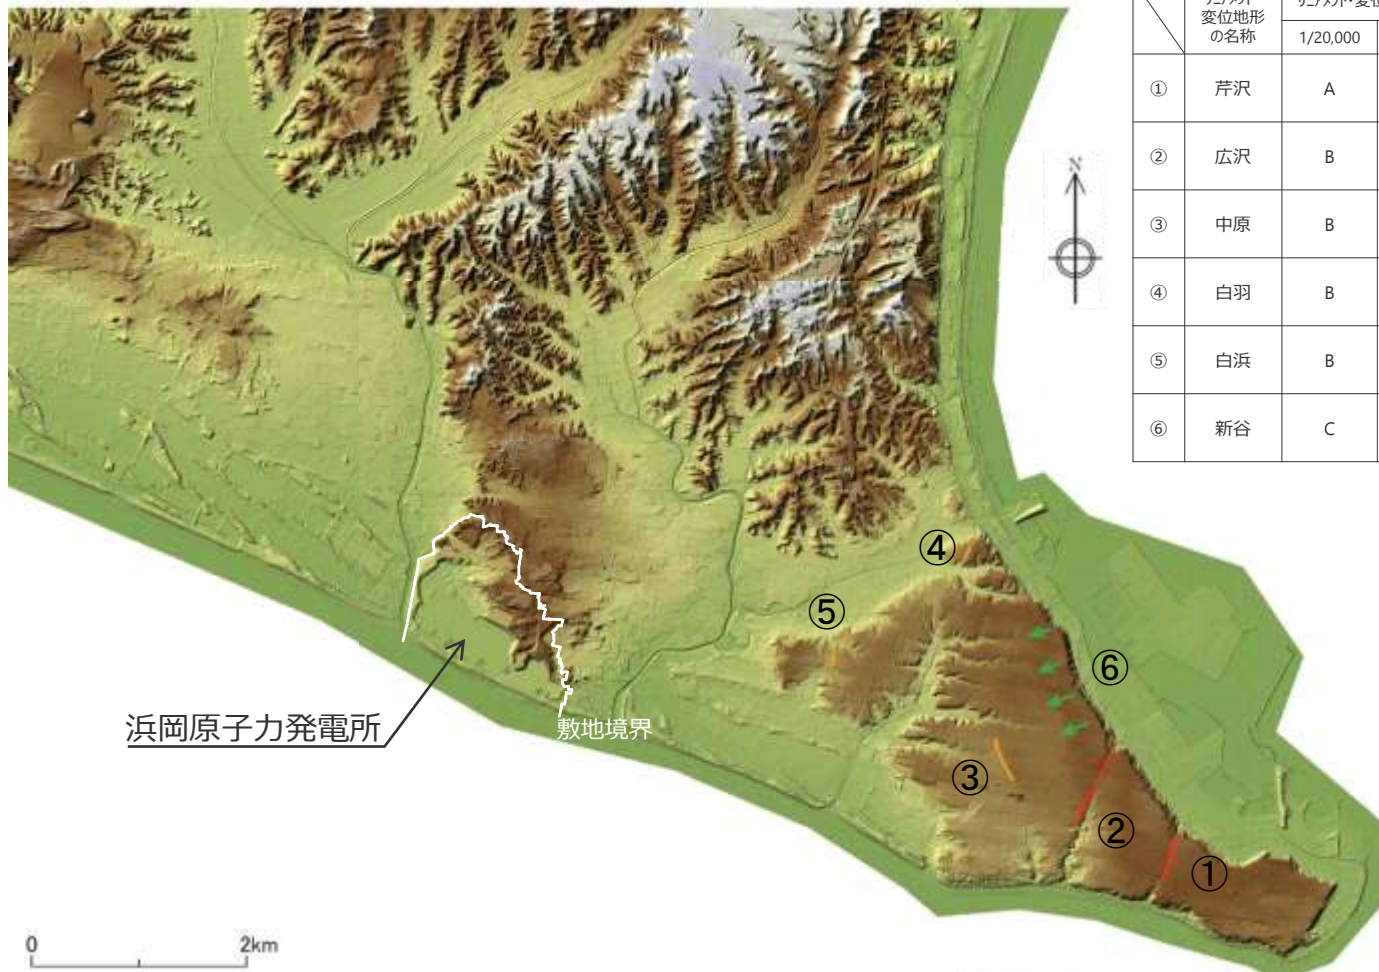 変位地形
の名称
1/20,000
① 芹沢 A
② 広沢 B
③ 中原 B
④ 白羽 B
⑤ 白浜 B
⑥ 新谷 C
N
④
⑤
⑥
浜岡原子力発電所
敷地境界
③
②
①
0 2km